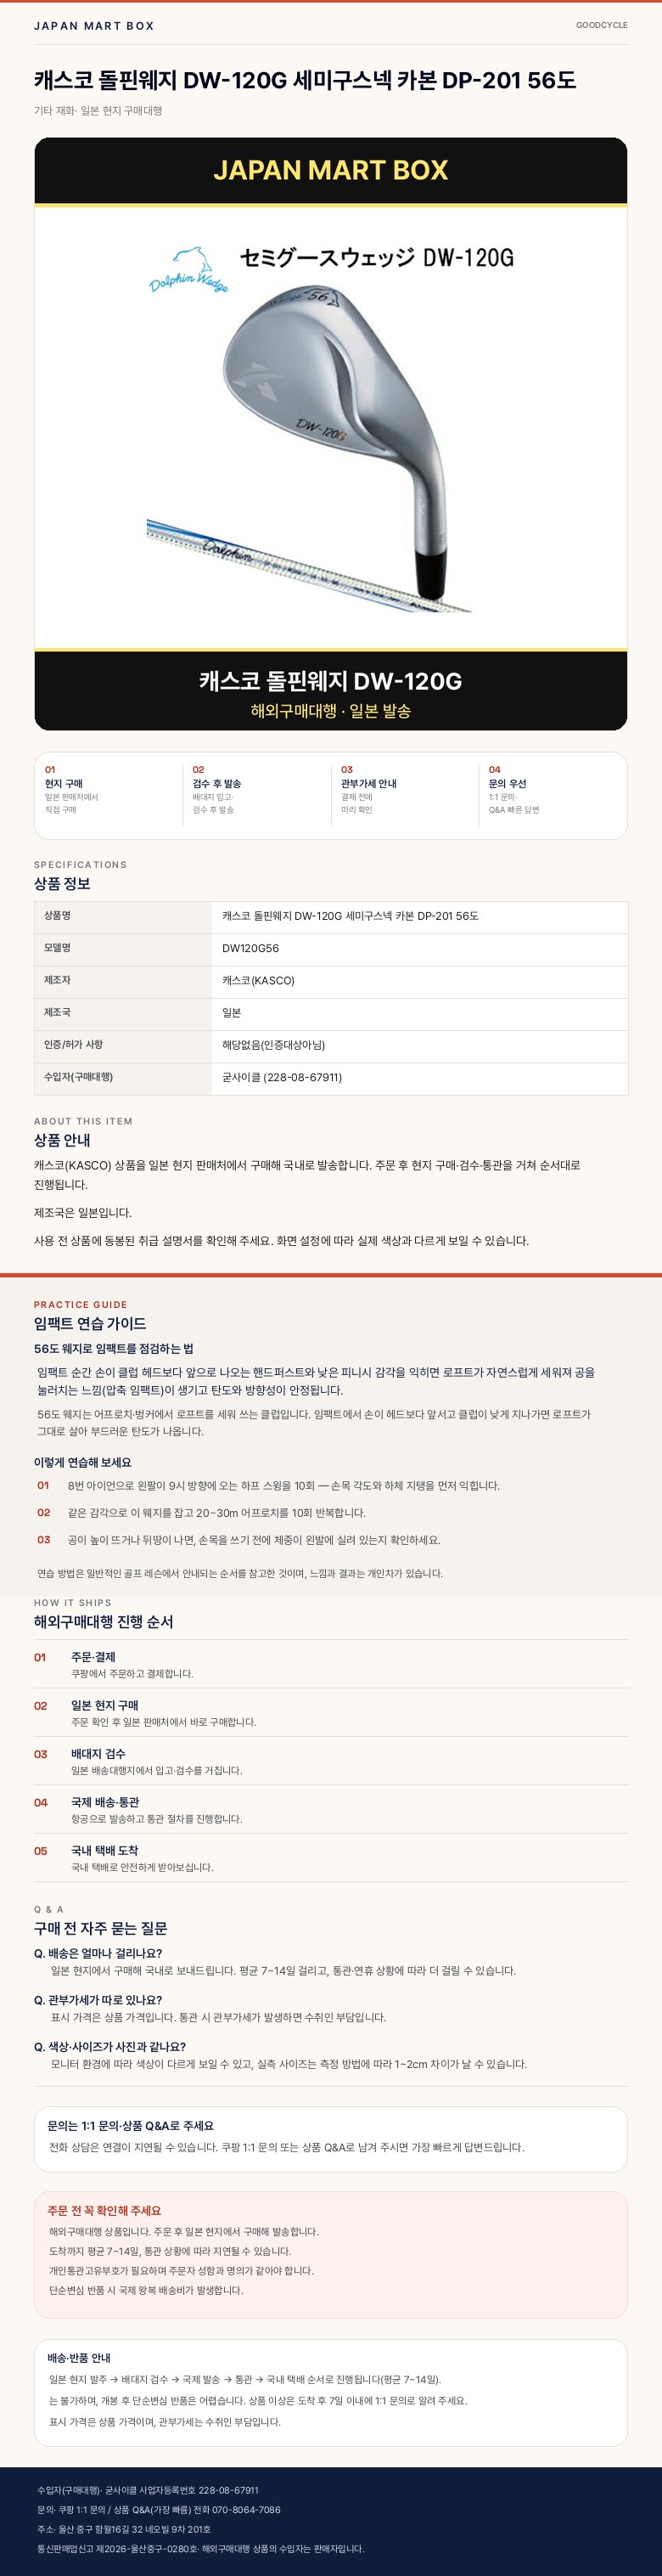 JAPAN MART BOX
GOODCYCLE
캐스코 돌핀웨지 DW-120G 세미구스넥 카본 DP-201 56도
기타 재화· 일본 현지 구매대행
JAPAN MART BOX
Dolphin Wedge
セミグースウェッジ DW-120G
56
DW-120G
Dolphin
캐스코 돌핀웨지 DW-120G
해외구매대행 · 일본 발송
01
현지 구매
일본 판매처에서
직접 구매
02
검수 후 발송
배대지 입고·
검수 후 발송
03
관부가세 안내
결제 전에
미리 확인
04
문의 우선
1:1 문의·
Q&A 빠른 답변
SPECIFICATIONS
상품 정보
상품명 캐스코 돌핀웨지 DW-120G 세미구스넥 카본 DP-201 56도
모델명 DW120G56
제조자 캐스코(KASCO)
제조국 일본
인증/허가 사항 해당없음(인증대상아님)
수입자(구매대행) 굳사이클 (228-08-67911)
ABOUT THIS ITEM
상품 안내
캐스코(KASCO) 상품을 일본 현지 판매처에서 구매해 국내로 발송합니다. 주문 후 현지 구매·검수·통관을 거쳐 순서대로
진행됩니다.
제조국은 일본입니다.
사용 전 상품에 동봉된 취급 설명서를 확인해 주세요. 화면 설정에 따라 실제 색상과 다르게 보일 수 있습니다.
PRACTICE GUIDE
임팩트 연습 가이드
56도 웨지로 임팩트를 점검하는 법
임팩트 순간 손이 클럽 헤드보다 앞으로 나오는 핸드퍼스트와 낮은 피니시 감각을 익히면 로프트가 자연스럽게 세워져 공을
눌러치는 느낌(압축 임팩트)이 생기고 탄도와 방향성이 안정됩니다.
56도 웨지는 어프로치·벙커에서 로프트를 세워 쓰는 클럽입니다. 임팩트에서 손이 헤드보다 앞서고 클럽이 낮게 지나가면 로프트가
그대로 살아 부드러운 탄도가 나옵니다.
이렇게 연습해 보세요
01 8번 아이언으로 왼팔이 9시 방향에 오는 하프 스윙을 10회 — 손목 각도와 하체 지탱을 먼저 익힙니다.
02 같은 감각으로 이 웨지를 잡고 20~30m 어프로치를 10회 반복합니다.
03 공이 높이 뜨거나 뒤땅이 나면, 손목을 쓰기 전에 체중이 왼발에 실려 있는지 확인하세요.
연습 방법은 일반적인 골프 레슨에서 안내되는 순서를 참고한 것이며, 느낌과 결과는 개인차가 있습니다.
HOW IT SHIPS
해외구매대행 진행 순서
01 주문·결제
쿠팡에서 주문하고 결제합니다.
02 일본 현지 구매
주문 확인 후 일본 판매처에서 바로 구매합니다.
03 배대지 검수
일본 배송대행지에서 입고·검수를 거칩니다.
04 국제 배송·통관
항공으로 발송하고 통관 절차를 진행합니다.
05 국내 택배 도착
국내 택배로 안전하게 받아보십니다.
Q & A
구매 전 자주 묻는 질문
Q. 배송은 얼마나 걸리나요?
일본 현지에서 구매해 국내로 보내드립니다. 평균 7~14일 걸리고, 통관·연휴 상황에 따라 더 걸릴 수 있습니다.
Q. 관부가세가 따로 있나요?
표시 가격은 상품 가격입니다. 통관 시 관부가세가 발생하면 수취인 부담입니다.
Q. 색상·사이즈가 사진과 같나요?
모니터 환경에 따라 색상이 다르게 보일 수 있고, 실측 사이즈는 측정 방법에 따라 1~2cm 차이가 날 수 있습니다.
문의는 1:1 문의·상품 Q&A로 주세요
전화 상담은 연결이 지연될 수 있습니다. 쿠팡 1:1 문의 또는 상품 Q&A로 남겨 주시면 가장 빠르게 답변드립니다.
주문 전 꼭 확인해 주세요
해외구매대행 상품입니다. 주문 후 일본 현지에서 구매해 발송합니다.
도착까지 평균 7~14일, 통관 상황에 따라 지연될 수 있습니다.
개인통관고유부호가 필요하며 주문자 성함과 명의가 같아야 합니다.
단순변심 반품 시 국제 왕복 배송비가 발생합니다.
배송·반품 안내
일본 현지 발주 → 배대지 검수 → 국제 발송 → 통관 → 국내 택배 순서로 진행됩니다(평균 7~14일).
는 불가하며, 개봉 후 단순변심 반품은 어렵습니다. 상품 이상은 도착 후 7일 이내에 1:1 문의로 알려 주세요.
표시 가격은 상품 가격이며, 관부가세는 수취인 부담입니다.
수입자(구매대행)· 굳사이클 사업자등록번호 228-08-67911
문의· 쿠팡 1:1 문의 / 상품 Q&A(가장 빠름) 전화 070-8064-7086
주소· 울산 중구 함월16길 32 네오빌 9차 201호
통신판매업신고 제2026-울산중구-0280호· 해외구매대행 상품의 수입자는 판매자입니다.